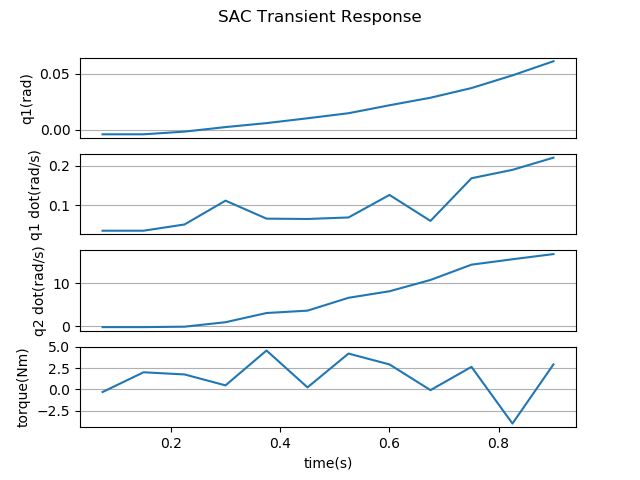 SAC Transient Response
q1(rad)
0.05
0.00
q1 dot(rad/s)
0.2
0.1
q2 dot(rad/s)
10
0
torque(Nm)
5.0
2.5
0.0
−2.5
0.2 0.4 0.6 0.8
time(s)